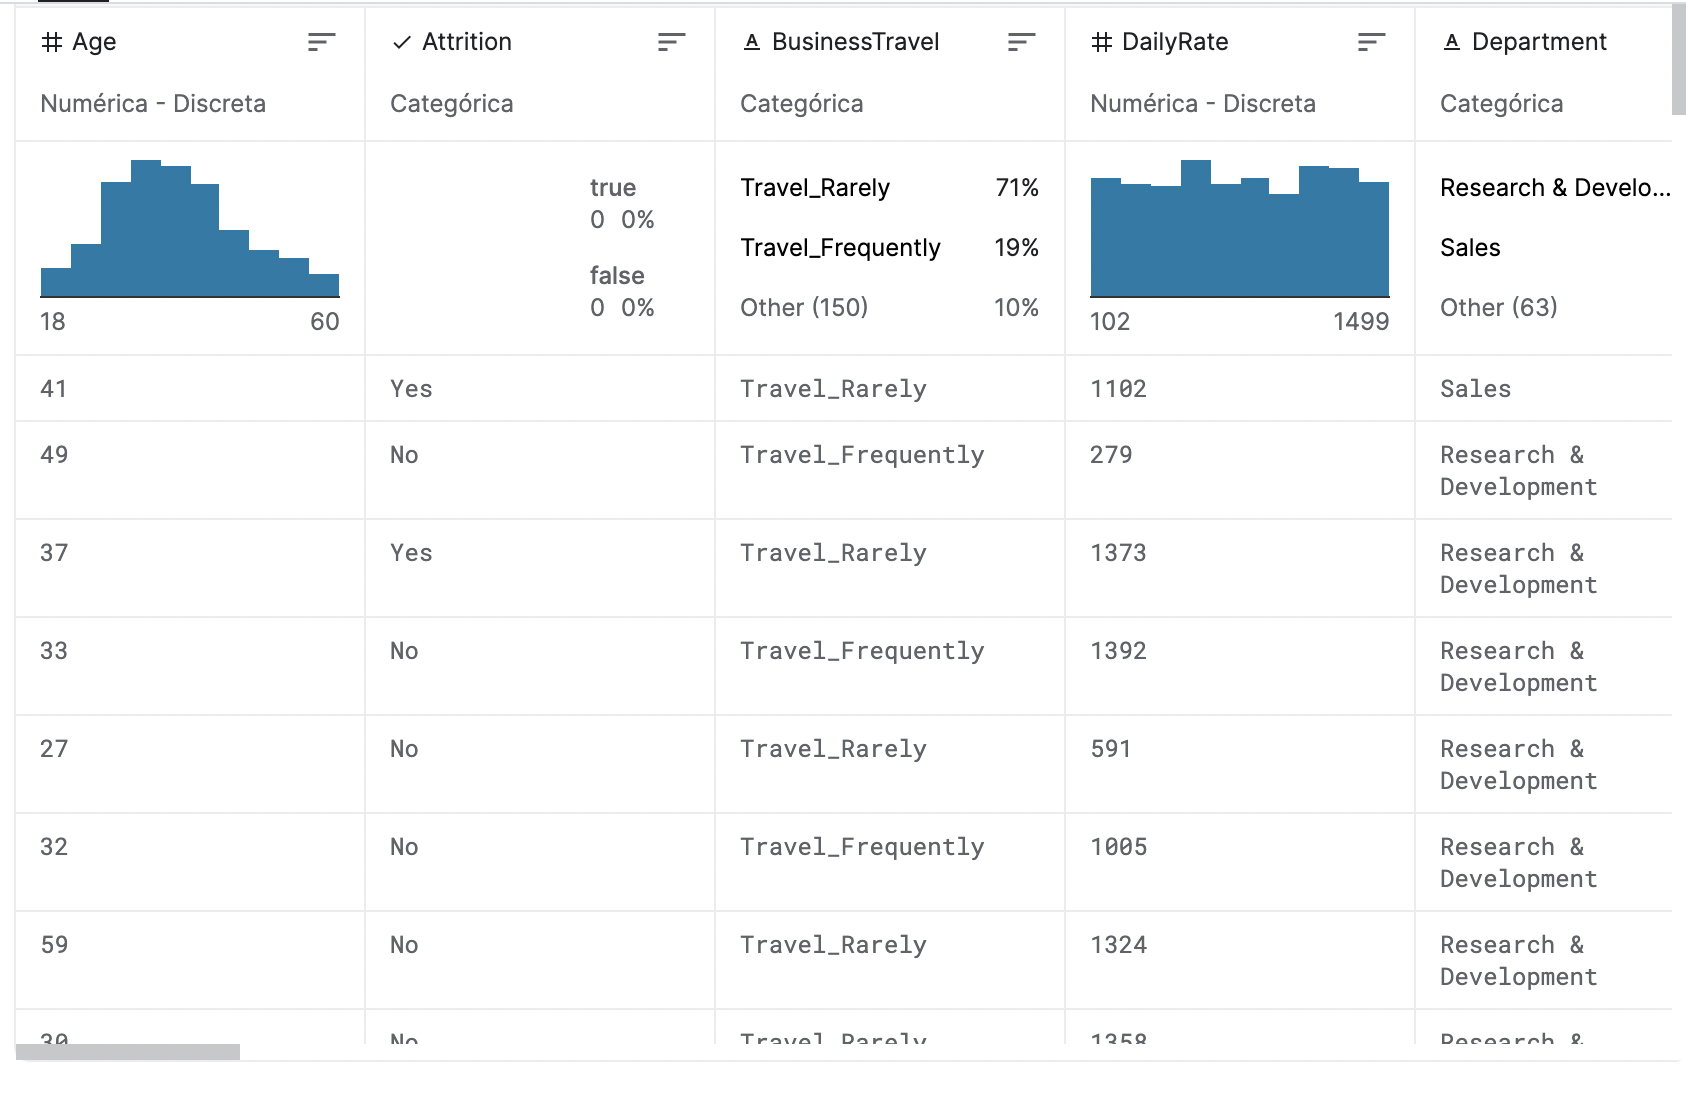 Age Attrition BusinessTravel DailyRate Department
Numérica - Discreta Categórica Categórica Numérica - Discreta Categórica
true Travel_Rarely 71% Research & Develo...
0 0%
Travel_Frequently 19% Sales
false
0 0% Other (150) 10% Other (63)
18 60 102 1499
41 Yes Travel_Rarely 1102 Sales
49 No Travel_Frequently 279 Research &
Development
37 Yes Travel_Rarely 1373 Research &
Development
33 No Travel_Frequently 1392 Research &
Development
27 No Travel_Rarely 591 Research &
Development
32 No Travel_Frequently 1005 Research &
Development
59 No Travel_Rarely 1324 Research &
Development
30 No Travel_Rarely 1358 Research &